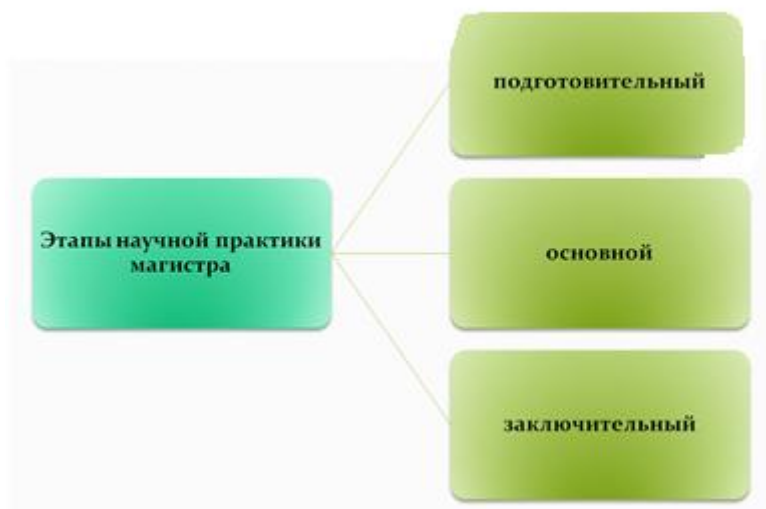 подготовительный
Этапы научной практики
магистра
основной
заключительный